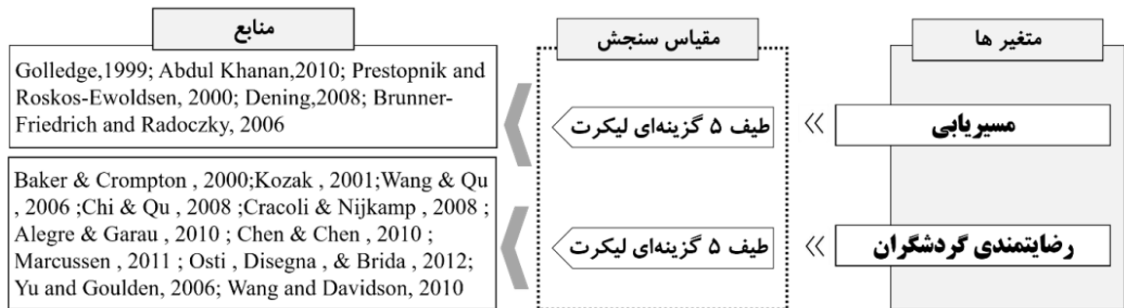 متغیر ها
مقیاس سنجش
منابع
مسیریابی
طیف ۵ گزینه‌ای لیکرت
Golledge,1999; Abdul Khanan,2010; Prestopnik and
Roskos-Ewoldsen, 2000; Dening,2008; Brunner-
Friedrich and Radoczky, 2006
رضایتمندی گردشگران
طیف ۵ گزینه‌ای لیکرت
Baker & Crompton , 2000;Kozak , 2001;Wang & Qu
, 2006 ;Chi & Qu , 2008 ;Cracoli & Nijkamp , 2008 ;
Alegre & Garau , 2010 ; Chen & Chen , 2010 ;
Marcussen , 2011 ; Osti , Disegna , & Brida , 2012;
Yu and Goulden, 2006; Wang and Davidson, 2010